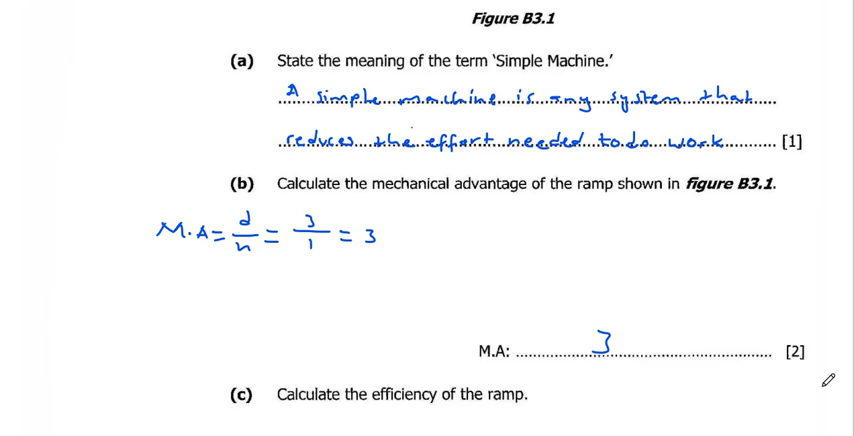 Figure B3.1
(a) State the meaning of the term 'Simple Machine.'
A simple machine is any system that
reduces the effort needed to do work [1]
(b) Calculate the mechanical advantage of the ramp shown in figure B3.1.
M.A = d/h = 3/1 = 3
M.A: 3 [2]
(c) Calculate the efficiency of the ramp.